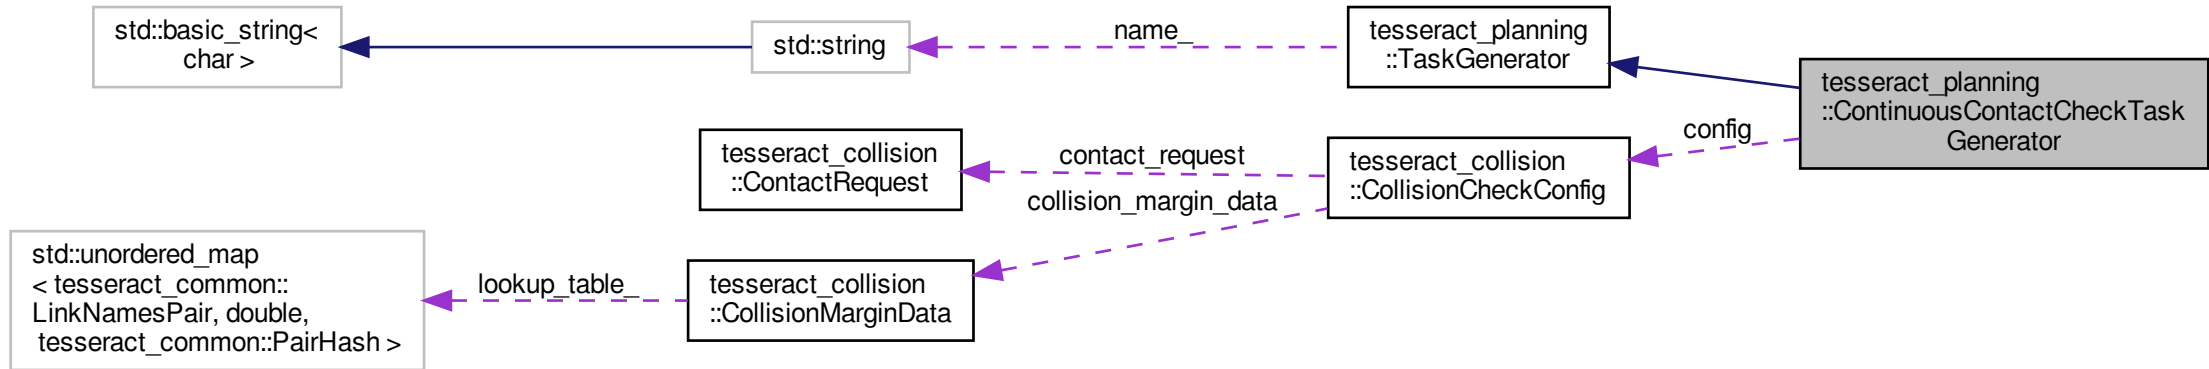 std::basic_string<
char >
std::string
name_
tesseract_planning
::TaskGenerator
tesseract_planning
::ContinuousContactCheckTask
Generator
config
tesseract_collision
::ContactRequest
contact_request
collision_margin_data
tesseract_collision
::CollisionCheckConfig
std::unordered_map
< tesseract_common::
LinkNamesPair, double,
tesseract_common::PairHash >
lookup_table_
tesseract_collision
::CollisionMarginData